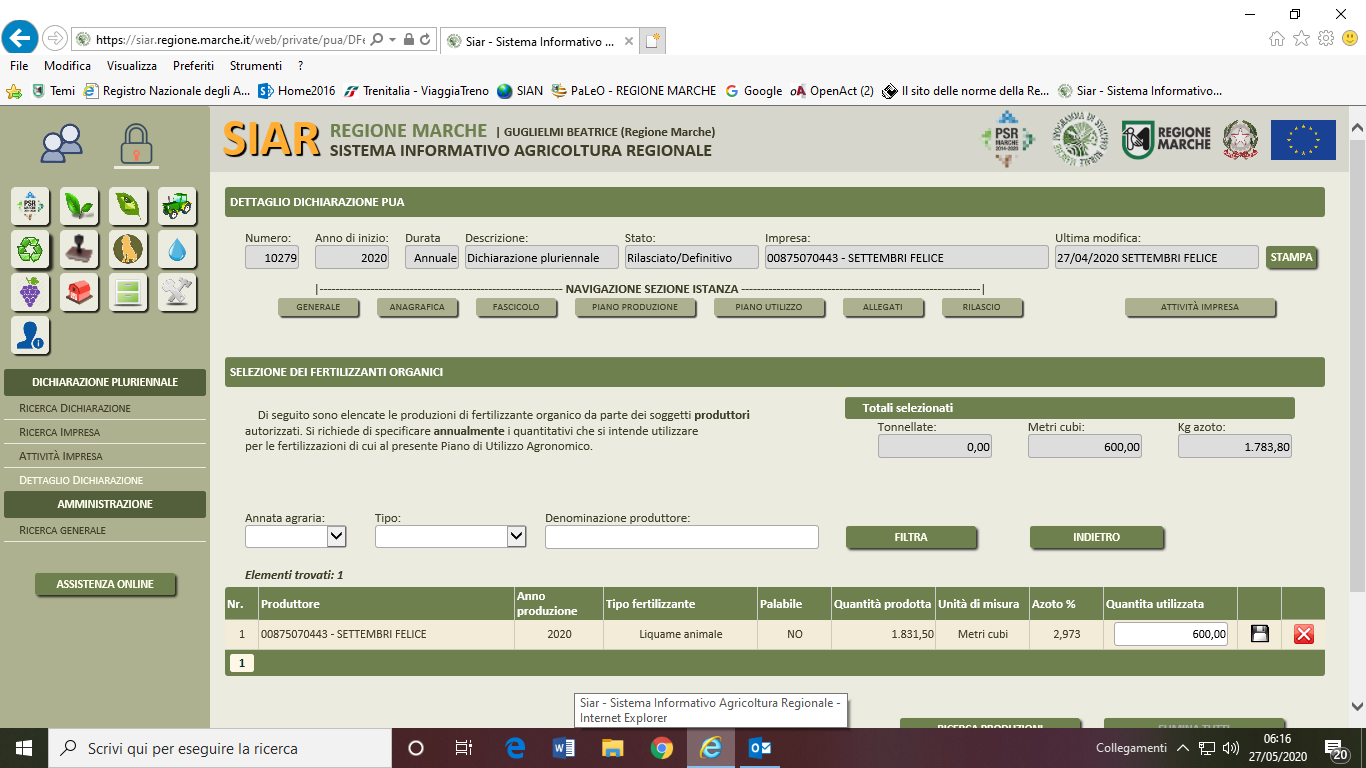 https://siar.regione.marche.it/web/private/pua/DFe
Siar - Sistema Informativo ...
File Modifica Visualizza Preferiti Strumenti ?
Temi Registro Nazionale degli A... Home2016 Trenitalia - ViaggiaTreno SIAN PaLeO - REGIONE MARCHE Google OpenAct (2) Il sito delle norme della Re... Siar - Sistema Informativo...
SIAR REGIONE MARCHE | GUGLIELMI BEATRICE (Regione Marche)
SISTEMA INFORMATIVO AGRICOLTURA REGIONALE
PSR MARCHE 2014-2020
REGIONE MARCHE
DETTAGLIO DICHIARAZIONE PUA
Numero: Anno di inizio: Durata Descrizione: Stato: Impresa: Ultima modifica:
10279 2020 Annuale Dichiarazione pluriennale Rilasciato/Definitivo 00875070443 - SETTEMBRI FELICE 27/04/2020 SETTEMBRI FELICE STAMPA
NAVIGAZIONE SEZIONE ISTANZA
GENERALE ANAGRAFICA FASCICOLO PIANO PRODUZIONE PIANO UTILIZZO ALLEGATI RILASCIO ATTIVITÀ IMPRESA
DICHIARAZIONE PLURIENNALE
RICERCA DICHIARAZIONE
RICERCA IMPRESA
ATTIVITÀ IMPRESA
DETTAGLIO DICHIARAZIONE
AMMINISTRAZIONE
RICERCA GENERALE
ASSISTENZA ONLINE
SELEZIONE DEI FERTILIZZANTI ORGANICI
Di seguito sono elencate le produzioni di fertilizzante organico da parte dei soggetti produttori
autorizzati. Si richiede di specificare annualmente i quantitativi che si intende utilizzare
per le fertilizzazioni di cui al presente Piano di Utilizzo Agronomico.
Totali selezionati
Tonnellate: Metri cubi: Kg azoto:
0,00 600,00 1.783,80
Annata agraria: Tipo: Denominazione produttore:
FILTRA INDIETRO
Elementi trovati: 1
Nr. Produttore Anno produzione Tipo fertilizzante Palabile Quantità prodotta Unità di misura Azoto % Quantita utilizzata
1 00875070443 - SETTEMBRI FELICE 2020 Liquame animale NO 1.831,50 Metri cubi 2,973 600,00
1
Siar - Sistema Informativo Agricoltura Regionale -
Internet Explorer
RICERCA PRODUZIONI ELIMINA TUTTI
Scrivi qui per eseguire la ricerca
Collegamenti
06:16
27/05/2020
20